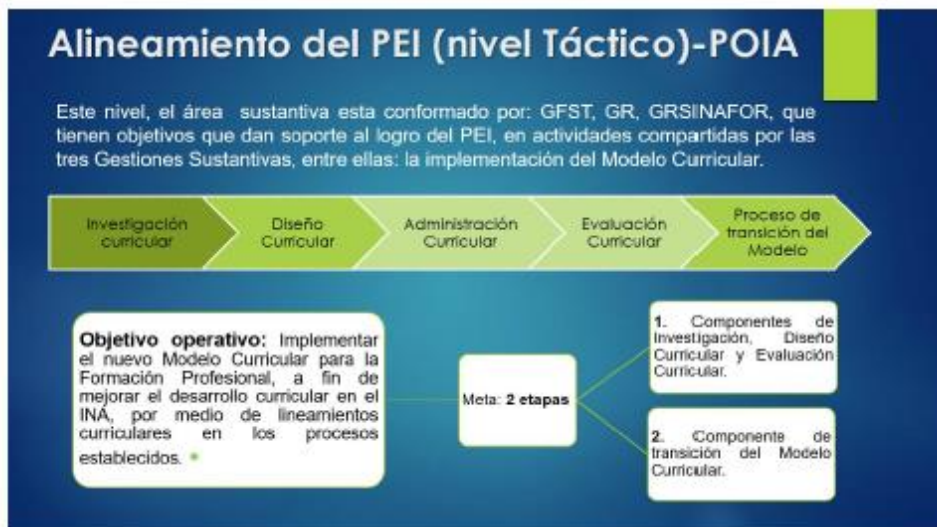 Alineamiento del PEI (nivel Táctico)-POIA
Este nivel, el área sustantiva esta conformado por: GFST, GR, GRSINAFOR, que
tienen objetivos que dan soporte al logro del PEI, en actividades compartidas por las
tres Gestiones Sustantivas, entre ellas: la implementación del Modelo Curricular.
Investigación
curricular
Diseño
Curricular
Administración
Curricular
Evaluación
Curricular
Proceso de
transición del
Modelo
Objetivo operativo: Implementar
el nuevo Modelo Curricular para la
Formación Profesional, a fin de
mejorar el desarrollo curricular en el
INA, por medio de lineamientos
curriculares en los procesos
establecidos.
Meta: 2 etapas
1. Componentes de
Investigación, Diseño
Curricular y Evaluación
Curricular.
2. Componente de
transición del Modelo
Curricular.